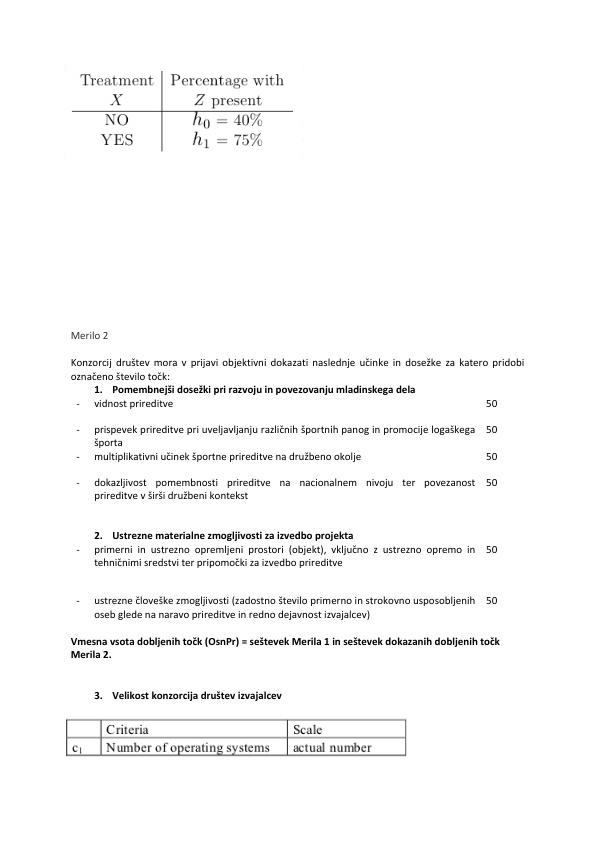 Treatment Percentage with
X Z present
NO h₀ = 40%
YES h₁ = 75%
Merilo 2
Konzorcij društev mora v prijavi objektivni dokazati naslednje učinke in dosežke za katero pridobi
označeno število točk:
1. Pomembnejši dosežki pri razvoju in povezovanju mladinskega dela
- vidnost prireditve 50
- prispevek prireditve pri uveljavljanju različnih športnih panog in promocije logaškega 50
športa
- multiplikativni učinek športne prireditve na družbeno okolje 50
- dokazljivost pomembnosti prireditve na nacionalnem nivoju ter povezanost 50
prireditve v širši družbeni kontekst
2. Ustrezne materialne zmogljivosti za izvedbo projekta
- primerni in ustrezno opremljeni prostori (objekt), vključno z ustrezno opremo in 50
tehničnimi sredstvi ter pripomočki za izvedbo prireditve
- ustrezne človeške zmogljivosti (zadostno število primerno in strokovno usposobljenih 50
oseb glede na naravo prireditve in redno dejavnost izvajalcev)
Vmesna vsota dobljenih točk (OsnPr) = seštevek Merila 1 in seštevek dokazanih dobljenih točk
Merila 2.
3. Velikost konzorcija društev izvajalcev
Criteria Scale
c₁ Number of operating systems actual number